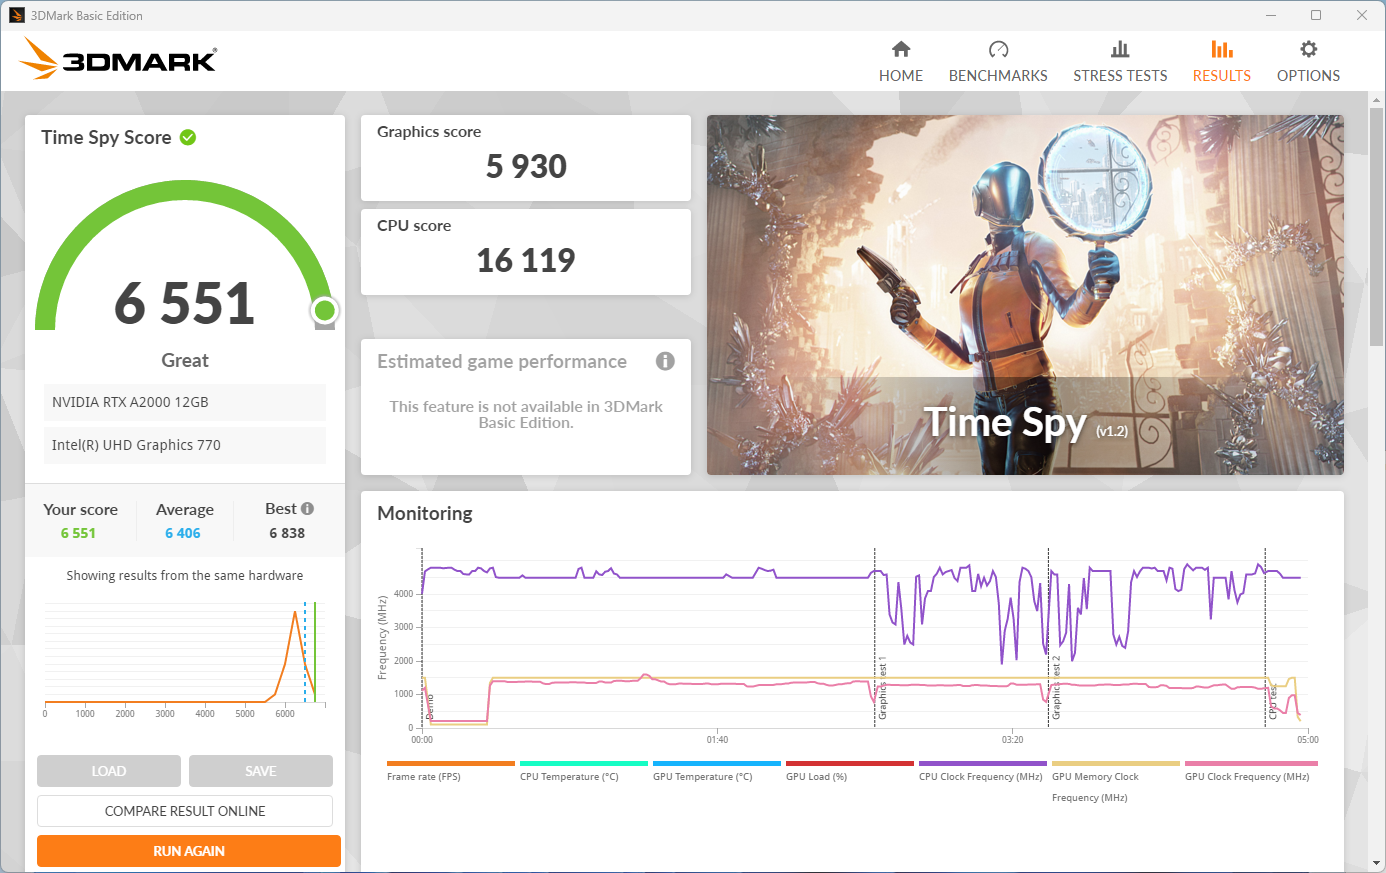 3DMark Basic Edition
3DMARK®
HOME
BENCHMARKS
STRESS TESTS
RESULTS
OPTIONS
Time Spy Score
6 551
Great
NVIDIA RTX A2000 12GB
Intel(R) UHD Graphics 770
Your score
6 551
Average
6 406
Best
6 838
Showing results from the same hardware
0 1000 2000 3000 4000 5000 6000
LOAD
SAVE
COMPARE RESULT ONLINE
RUN AGAIN
Graphics score
5 930
CPU score
16 119
Estimated game performance
This feature is not available in 3DMark
Basic Edition.
Time Spy (v1.2)
Monitoring
Frequency (MHz)
4000
3000
2000
1000
0
Demo
Graphics test 1
Graphics test 2
CPU test
00:00 01:40 03:20 05:00
Frame rate (FPS)
CPU Temperature (°C)
GPU Temperature (°C)
GPU Load (%)
CPU Clock Frequency (MHz)
GPU Memory Clock
Frequency (MHz)
GPU Clock Frequency (MHz)